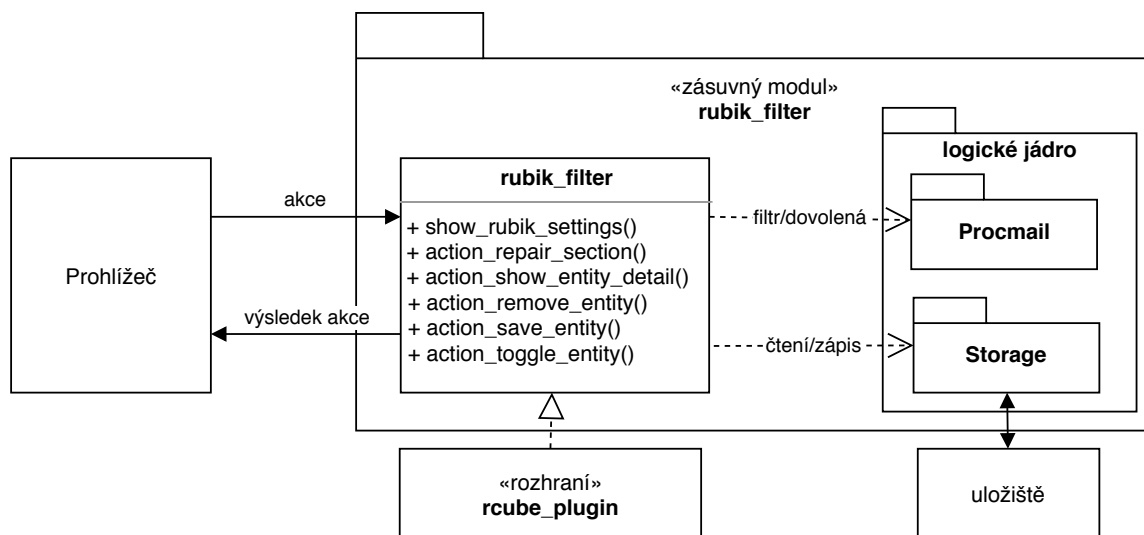 «zásuvný modul»
rubik_filter
logické jádro
Prohlížeč
akce
výsledek akce
rubik_filter
+ show_rubik_settings()
+ action_repair_section()
+ action_show_entity_detail()
+ action_remove_entity()
+ action_save_entity()
+ action_toggle_entity()
filtr/dovolená
Procmail
čtení/zápis
Storage
«rozhraní»
rcube_plugin
uložiště